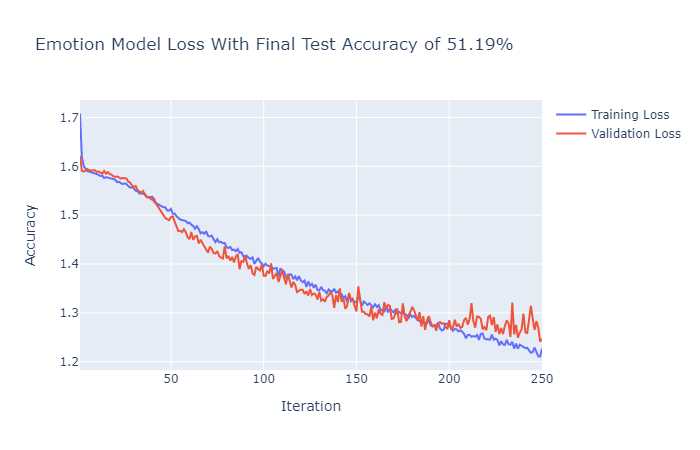 Emotion Model Loss With Final Test Accuracy of 51.19%
Training Loss
Validation Loss
Accuracy
1.7
1.6
1.5
1.4
1.3
1.2
50
100
150
200
250
Iteration